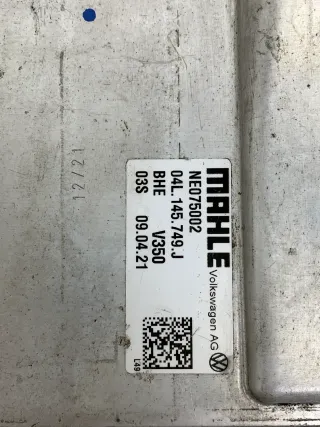 MAHLE
Volkswagen AG
NE075002
04L.145.749.J
BHE V350
03S 09.04.21
L49
12/21